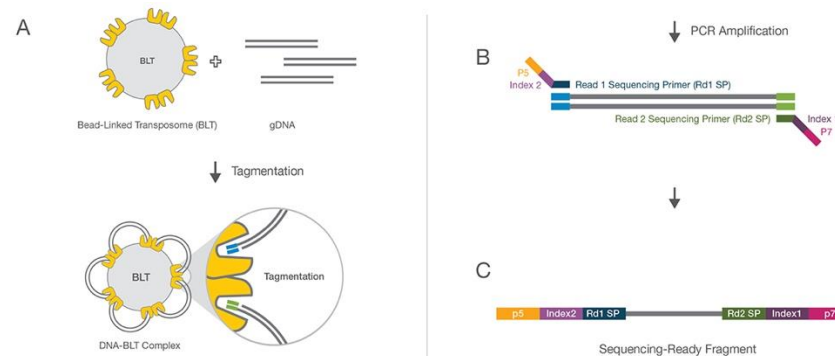 A
BLT
Bead-Linked Transposome (BLT)
gDNA
Tagmentation
BLT
Tagmentation
DNA-BLT Complex
PCR Amplification
B
P5
Index 2
Read 1 Sequencing Primer (Rd1 SP)
Read 2 Sequencing Primer (Rd2 SP)
Index
P7
C
p5
Index2
Rd1 SP
Rd2 SP
Index1
p7
Sequencing-Ready Fragment